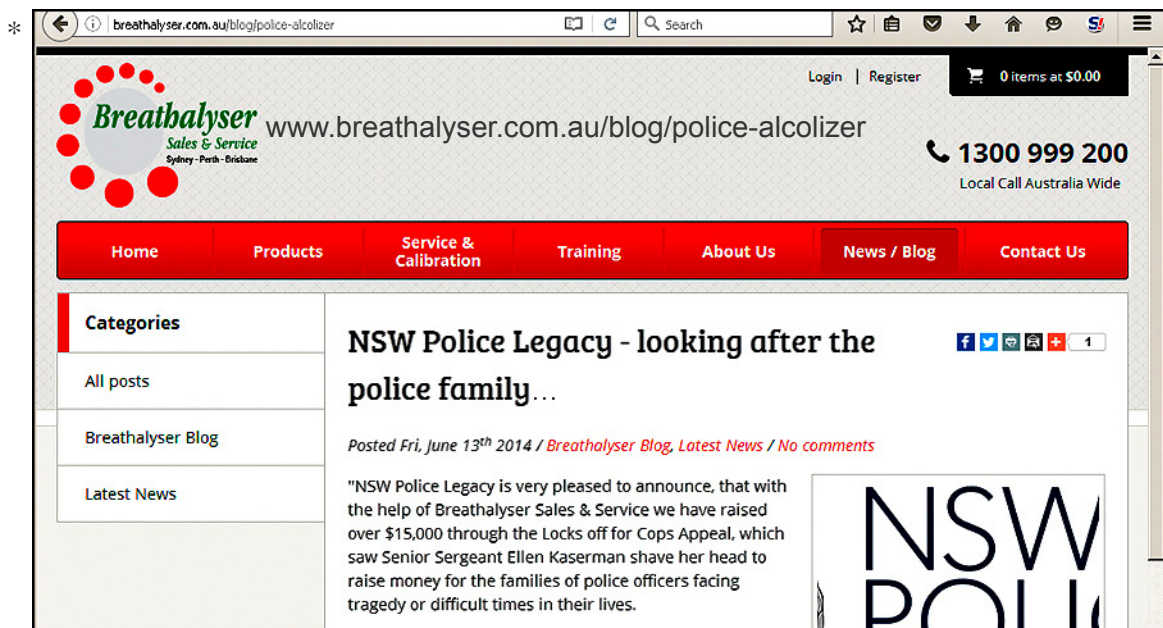 *
breathalyser.com.au/blog/police-alcolizer
Search
Login | Register
0 items at $0.00
Breathalyser
Sales & Service
Sydney - Perth - Brisbane
www.breathalyser.com.au/blog/police-alcolizer
1300 999 200
Local Call Australia Wide
Home
Products
Service &
Calibration
Training
About Us
News / Blog
Contact Us
Categories
All posts
Breathalyser Blog
Latest News
NSW Police Legacy - looking after the
police family...
1
Posted Fri, June 13th 2014 / Breathalyser Blog, Latest News / No comments
"NSW Police Legacy is very pleased to announce, that with
the help of Breathalyser Sales & Service we have raised
over $15,000 through the Locks off for Cops Appeal, which
saw Senior Sergeant Ellen Kaserman shave her head to
raise money for the families of police officers facing
tragedy or difficult times in their lives.
NSW
POLIC